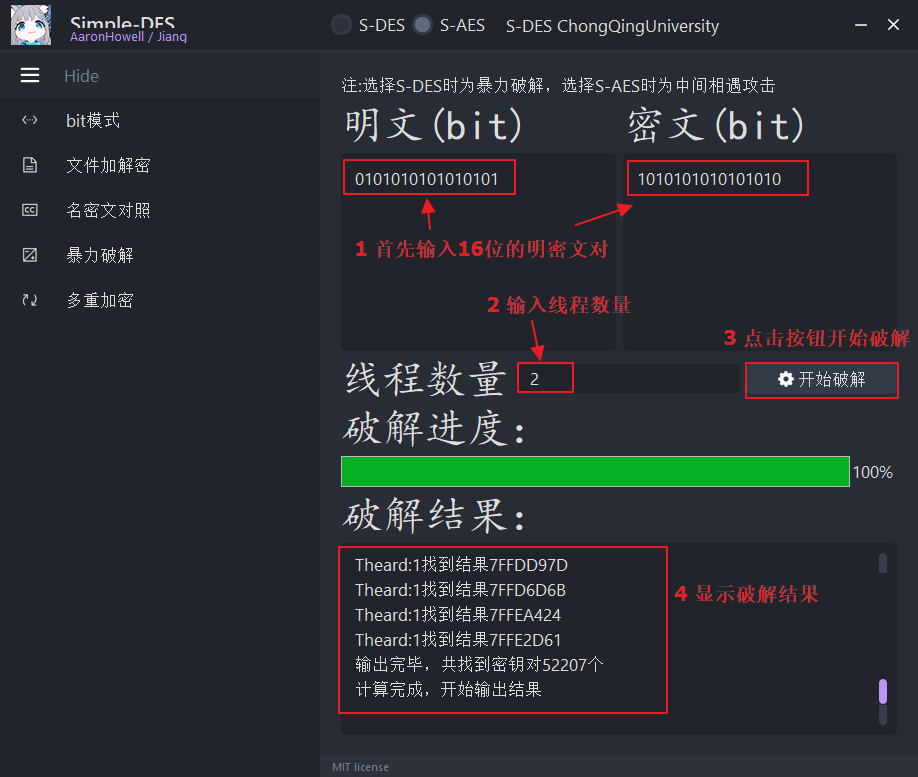 Simple-DES
AaronHowell / Jiang
S-DES
S-AES
S-DES ChongQingUniversity
Hide
bit模式
文件加解密
名密文对照
暴力破解
多重加密
注:选择S-DES时为暴力破解，选择S-AES时为中间相遇攻击
明文(bit)
密文(bit)
0101010101010101
1010101010101010
1 首先输入16位的明密文对
2 输入线程数量
3 点击按钮开始破解
线程数量
2
开始破解
破解进度：
100%
破解结果：
Theard:1找到结果7FFDD97D
Theard:1找到结果7FFD6D6B
Theard:1找到结果7FFEA424
Theard:1找到结果7FFE2D61
输出完毕，共找到密钥对52207个
计算完成，开始输出结果
4 显示破解结果
MIT license